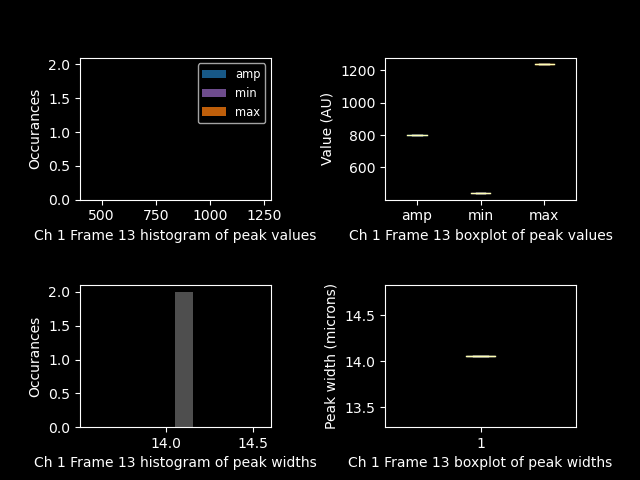 2.0
1.5
1.0
0.5
0.0
Occurances
amp
min
max
500 750 1000 1250
Ch 1 Frame 13 histogram of peak values
1200
1000
800
600
Value (AU)
amp min max
Ch 1 Frame 13 boxplot of peak values
2.0
1.5
1.0
0.5
0.0
Occurances
14.0 14.5
Ch 1 Frame 13 histogram of peak widths
14.5
14.0
13.5
Peak width (microns)
1
Ch 1 Frame 13 boxplot of peak widths